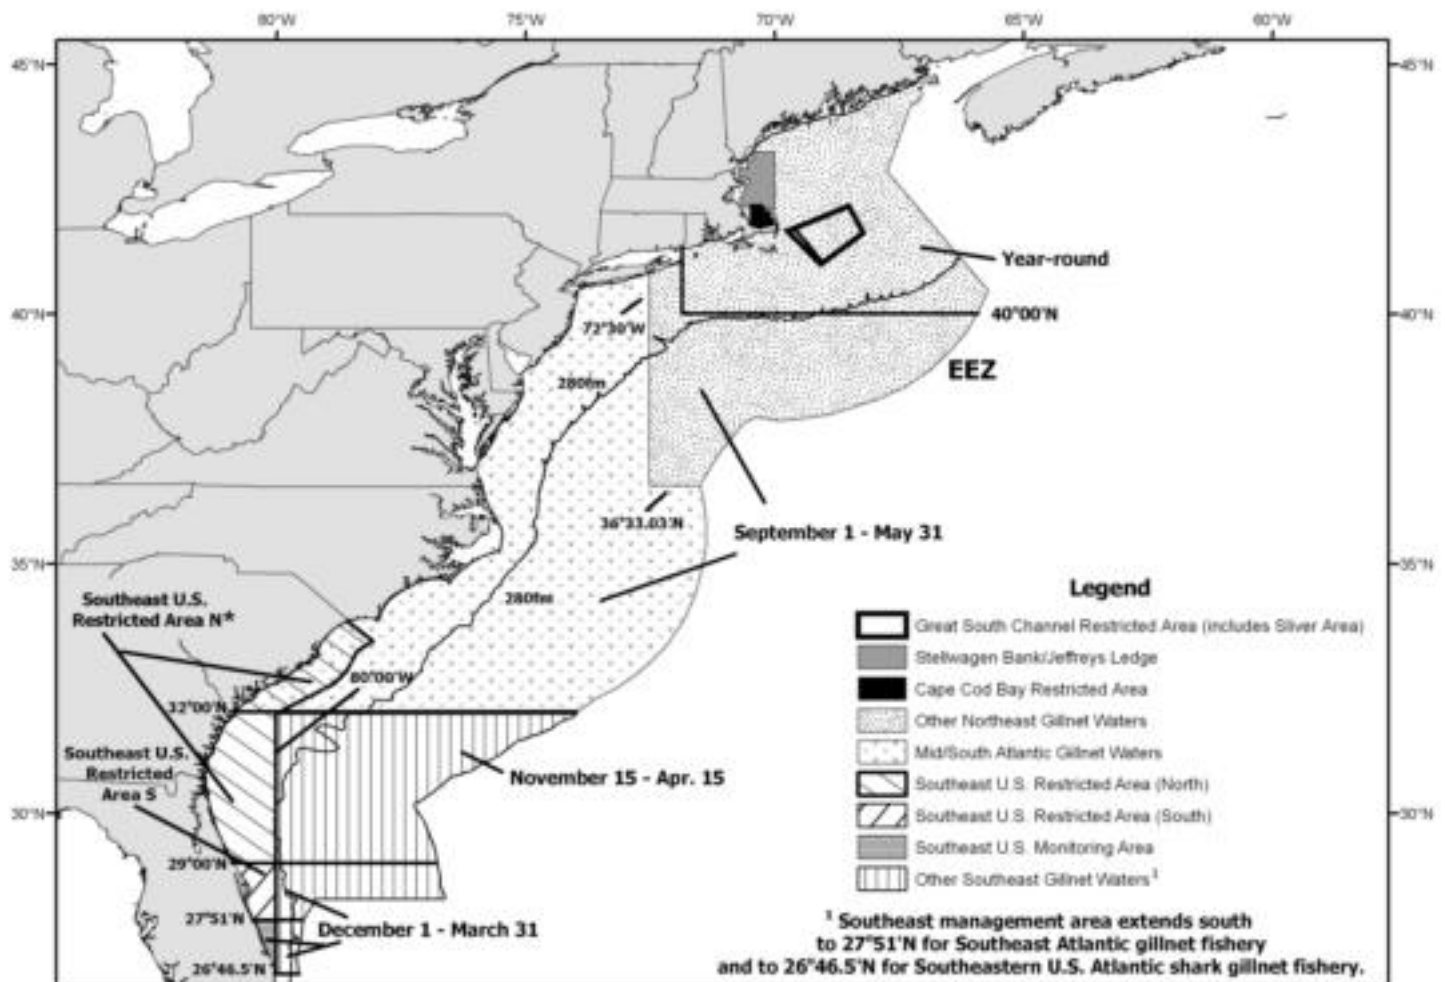 80°W 75°W 70°W 65°W 60°W
45°N 45°N
Year-round
40°N 40°00'N 40°N
72°30'W
EEZ
280fm
36°33.03'N
September 1 - May 31
35°N 35°N
280fm
Southeast U.S.
Restricted Area N*
80°00'W
32°00'N
Southeast U.S.
Restricted
Area S
November 15 - Apr. 15
30°N 30°N
29°00'N
27°51'N
December 1 - March 31
26°46.5'N
Legend
Great South Channel Restricted Area (includes Sliver Area)
Stellwagen Bank/Jeffreys Ledge
Cape Cod Bay Restricted Area
Other Northeast Gillnet Waters
Mid/South Atlantic Gillnet Waters
Southeast U.S. Restricted Area (North)
Southeast U.S. Restricted Area (South)
Southeast U.S. Monitoring Area
Other Southeast Gillnet Waters¹
¹ Southeast management area extends south
to 27°51'N for Southeast Atlantic gillnet fishery
and to 26°46.5'N for Southeastern U.S. Atlantic shark gillnet fishery.